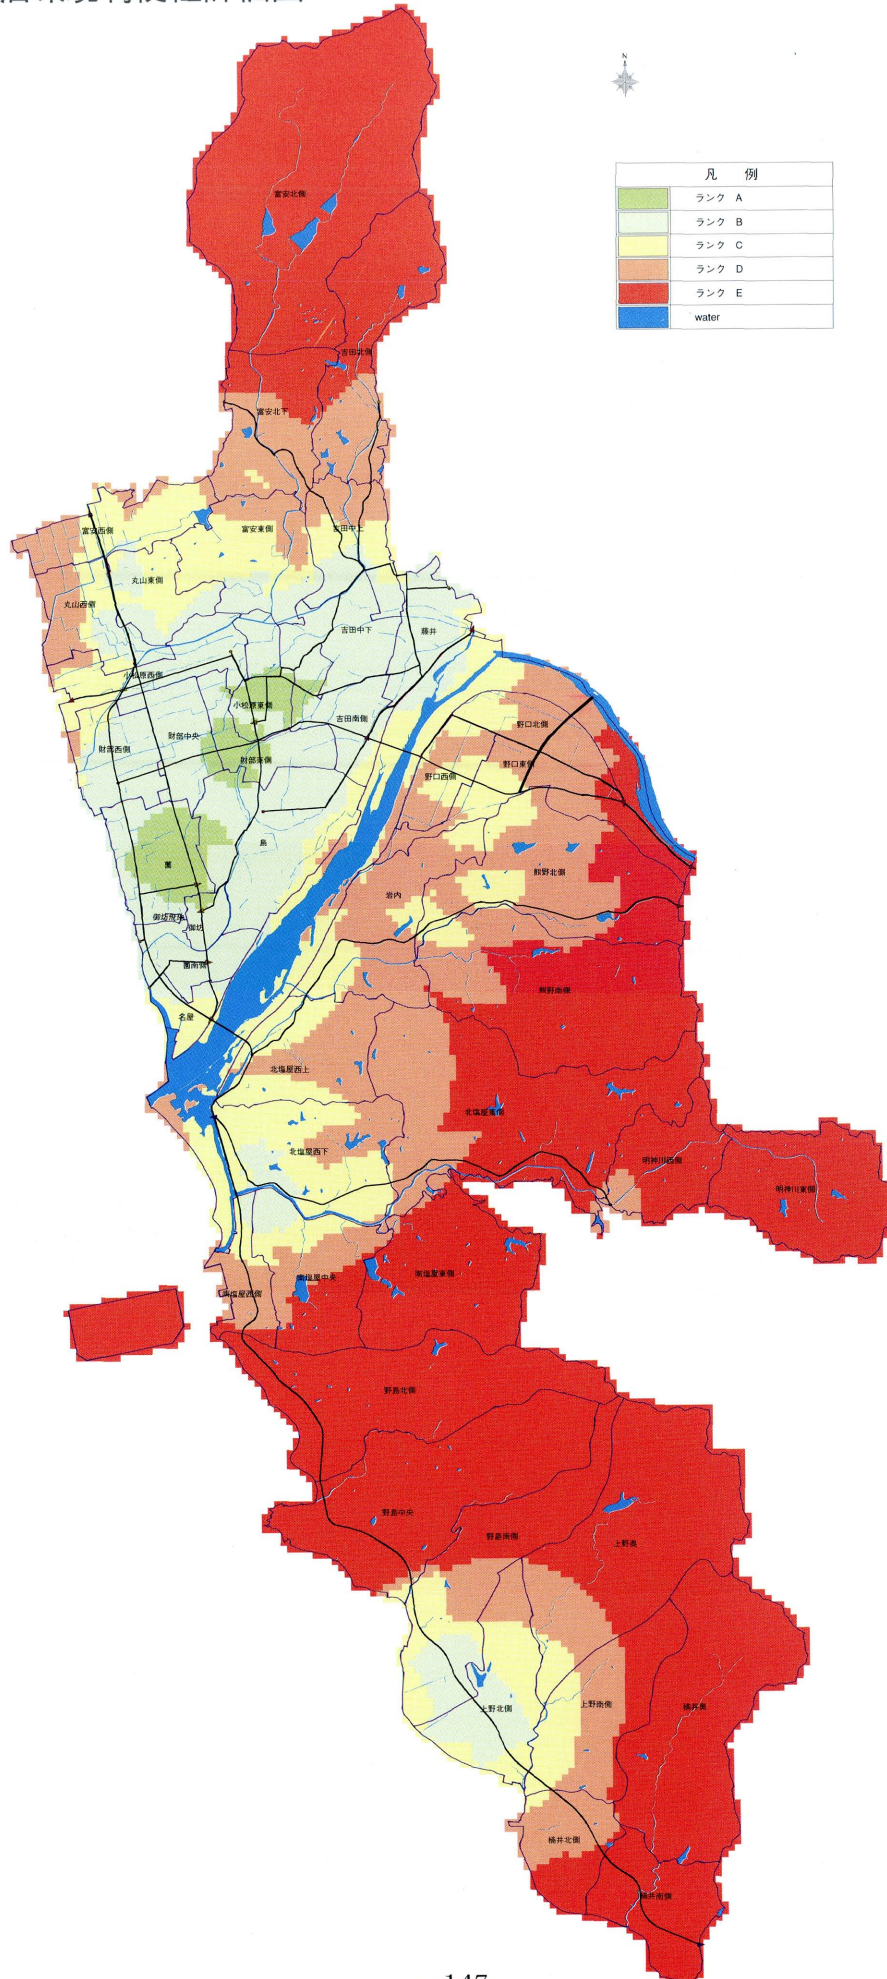 N
凡 例
ランク A
ランク B
ランク C
ランク D
ランク E
water
富安北側
吉田北側
富安北下
富安西側
富安東側
吉田中上
丸山東側
丸山西側
吉田中下
藤井
小松原西側
小松原東側
吉田南側
財部中央
財部西側
財部南側
野口北側
野口東側
野口西側
島
薗
熊野北側
岩内
御坊
薗南側
熊野南側
名屋
北塩屋西上
北塩屋東側
北塩屋西下
明神川西側
明神川東側
南塩屋東側
南塩屋中央
南塩屋西側
野島北側
野島中央
野島南側
上野奥
上野北側
上野南側
楠井奥
楠井北側
楠井南側
147